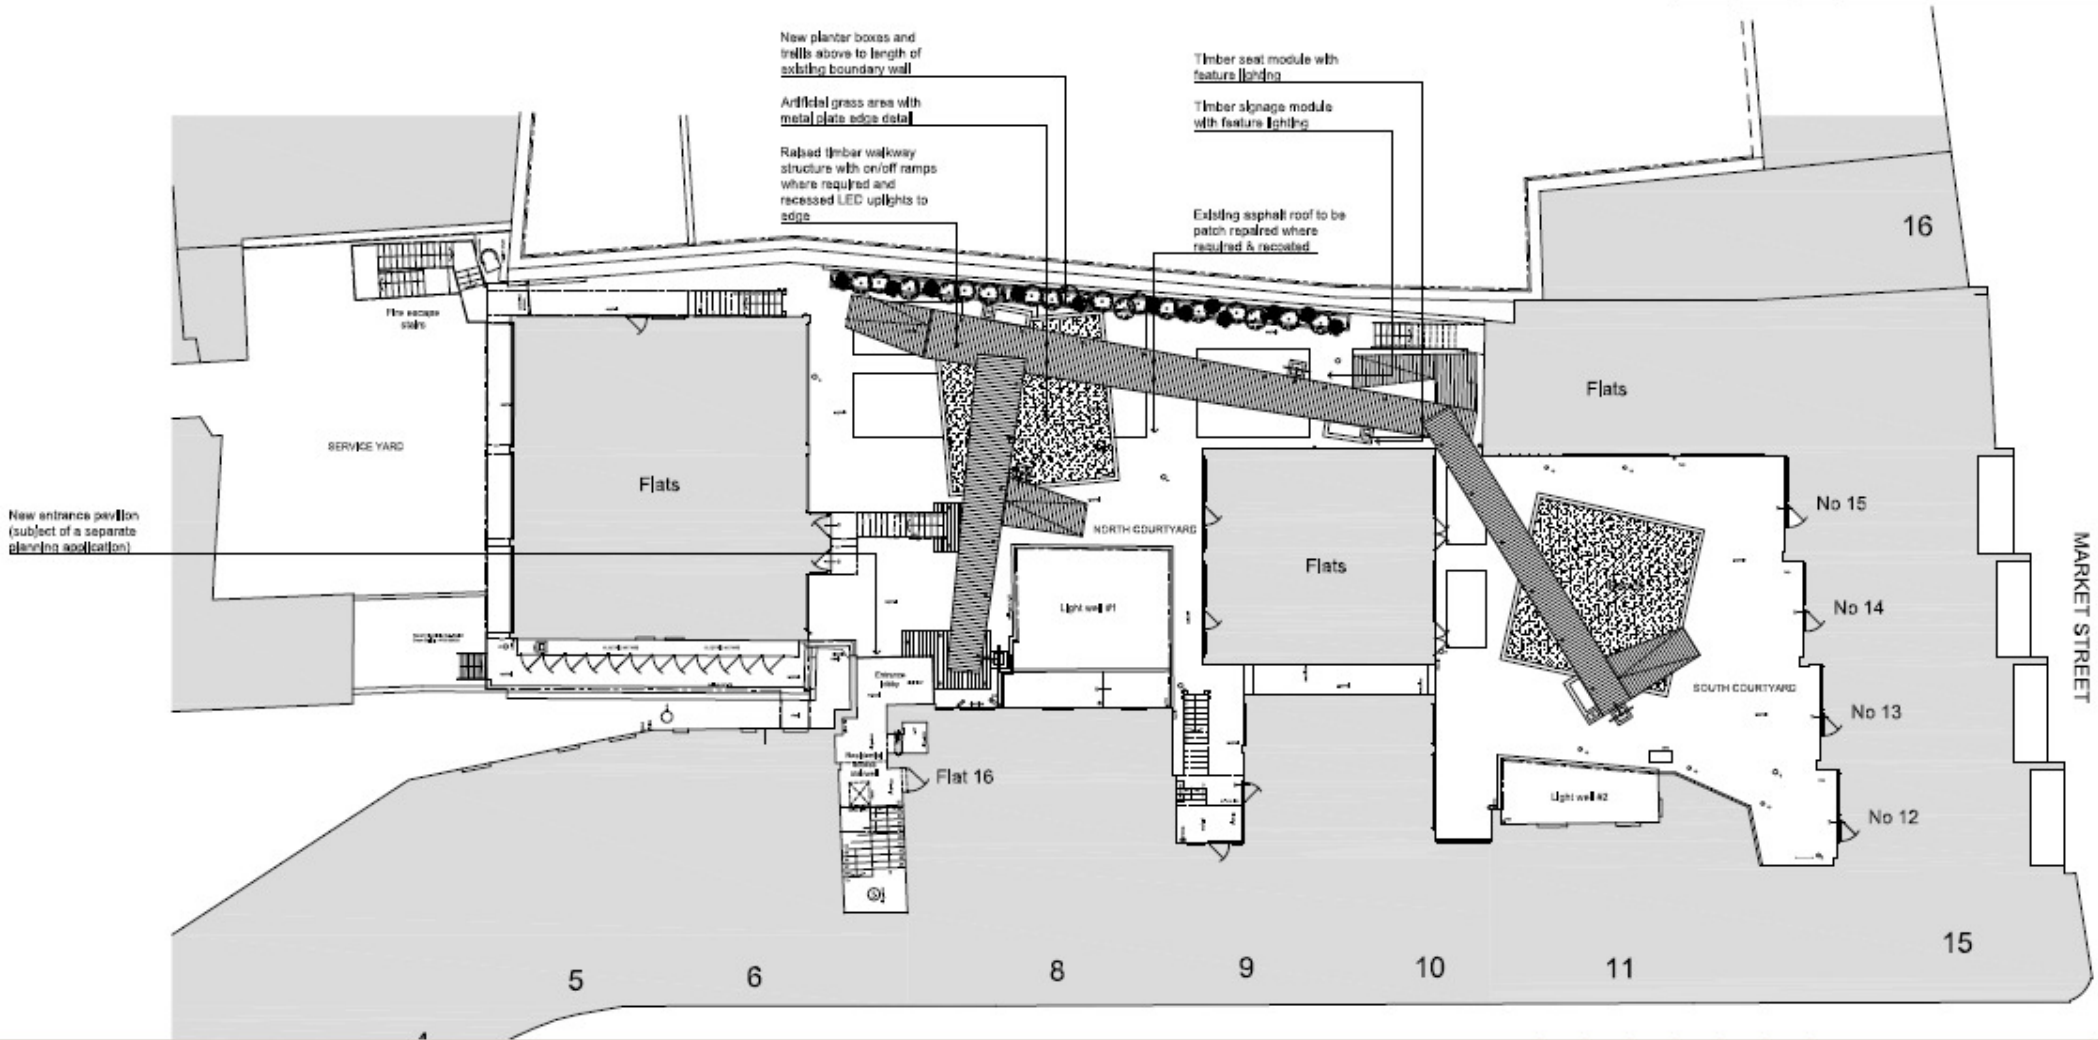 New planter boxes and
trellis above to length of
existing boundary wall
Artificial grass area with
metal plate edge detail
Raised timber walkway
structure with on/off ramps
where required and
recessed LED uplights to
edge
Timber seat module with
feature lighting
Timber signage module
with feature lighting
Existing asphalt roof to be
patch repaired where
required & recoated
16
Fire escape
stairs
Flats
SERVICE YARD
Flats
New entrance pavilion
(subject of a separate
planning application)
NORTH COURTYARD
Flats
Light well #1
No 15
No 14
MARKET STREET
Entrance
lobby
SOUTH COURTYARD
No 13
Flat 16
Light well #2
No 12
5
6
8
9
10
11
15